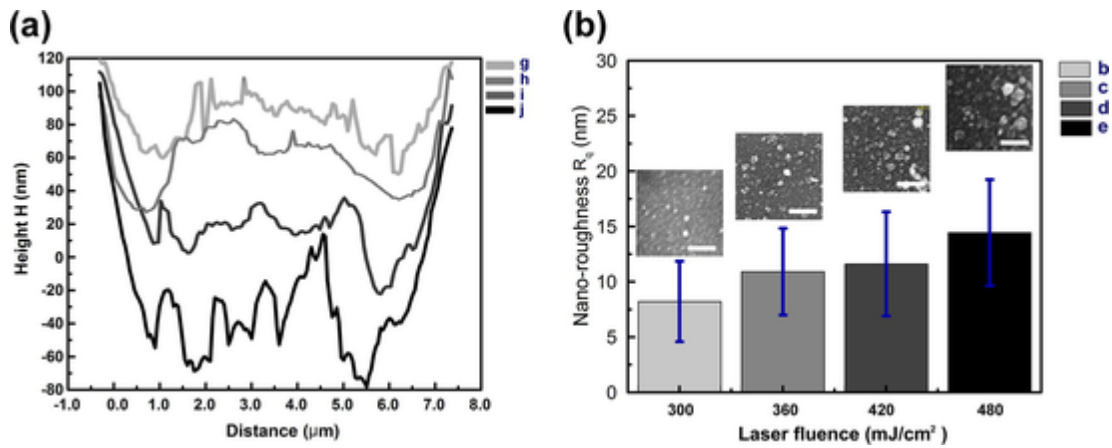 (a)
120
100
80
60
40
20
0
-20
-40
-60
-80
Height H (nm)
-1.0 0.0 1.0 2.0 3.0 4.0 5.0 6.0 7.0 8.0
Distance (μm)
g
h
i
j
(b)
30
25
20
15
10
5
0
Nano-roughness Rq (nm)
300 360 420 480
Laser fluence (mJ/cm²)
b
c
d
e